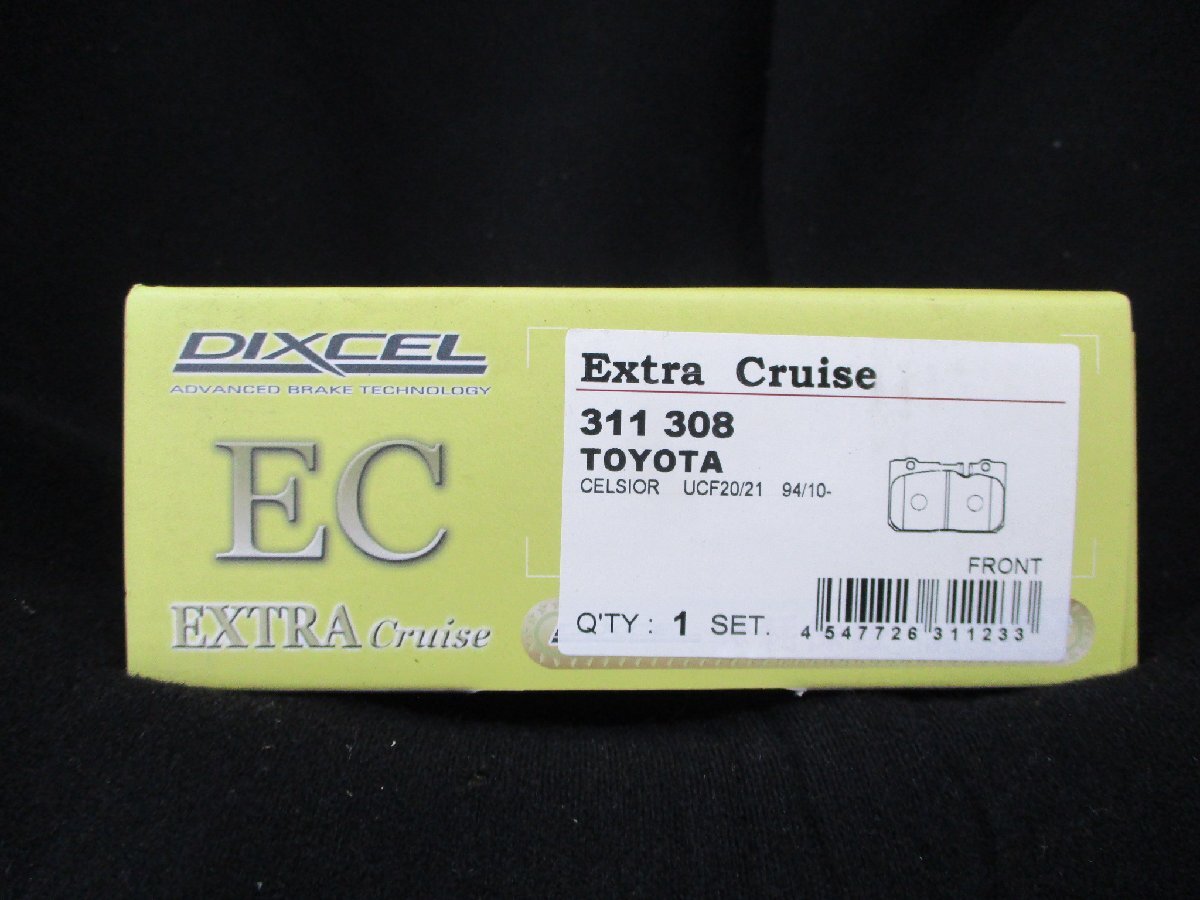 DIXCEL
ADVANCED BRAKE TECHNOLOGY
EC
EXTRA Cruise
Extra Cruise
311 308
TOYOTA
CELSIOR UCF20/21 94/10-
FRONT
Q'TY : 1 SET.
4 547726 311233